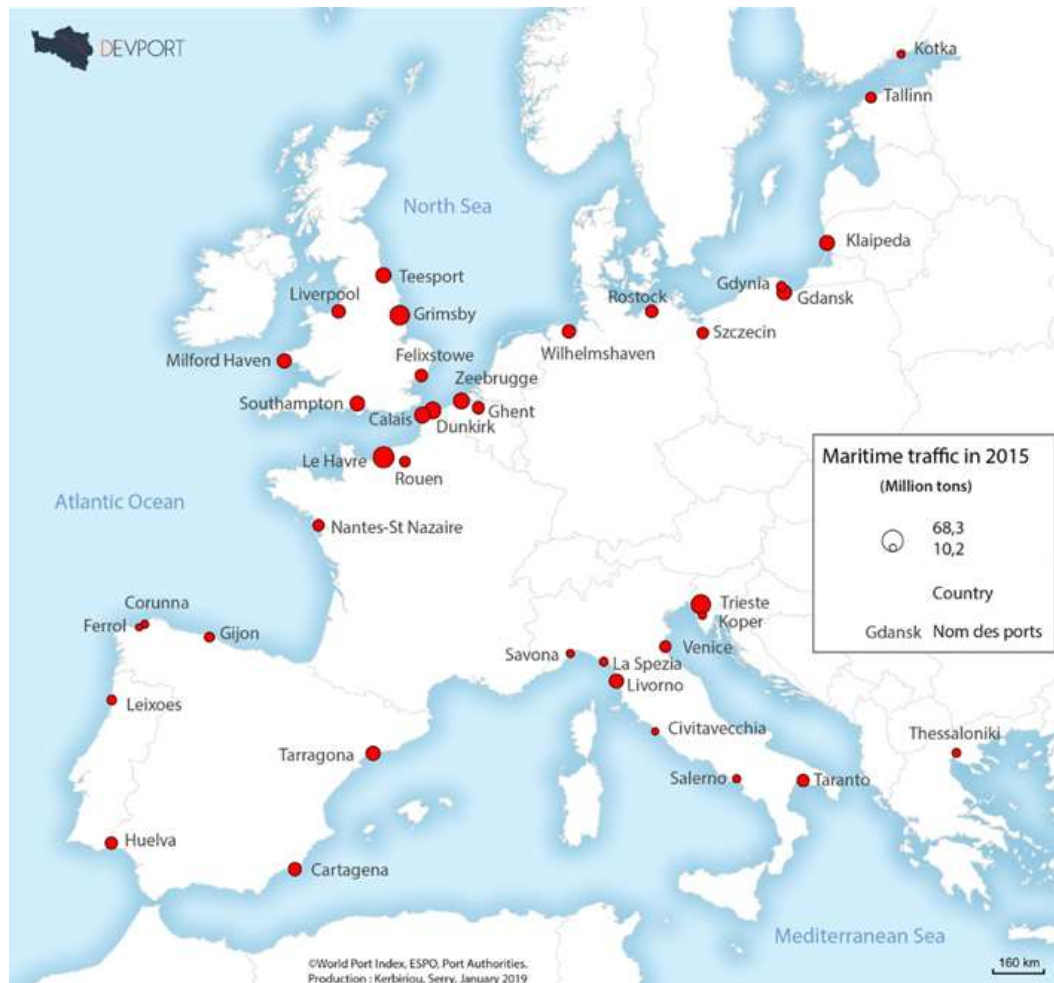 DEVPORT
Kotka
Tallinn
North Sea
Klaipeda
Teesport
Gdynia
Gdansk
Liverpool
Rostock
Grimsby
Szczecin
Wilhelmshaven
Milford Haven
Felixstowe
Zeebrugge
Southampton
Ghent
Calais
Dunkirk
Le Havre
Rouen
Maritime traffic in 2015
(Million tons)
68,3
10,2
Country
Gdansk Nom des ports
Atlantic Ocean
Nantes-St Nazaire
Corunna
Ferrol
Gijon
Trieste
Koper
Venice
Savona
La Spezia
Livorno
Leixoes
Civitavecchia
Thessaloniki
Tarragona
Salerno
Taranto
Huelva
Cartagena
Mediterranean Sea
©World Port Index, ESPO, Port Authorities.
Production : Kerbiriou, Serry, January 2019
160 km